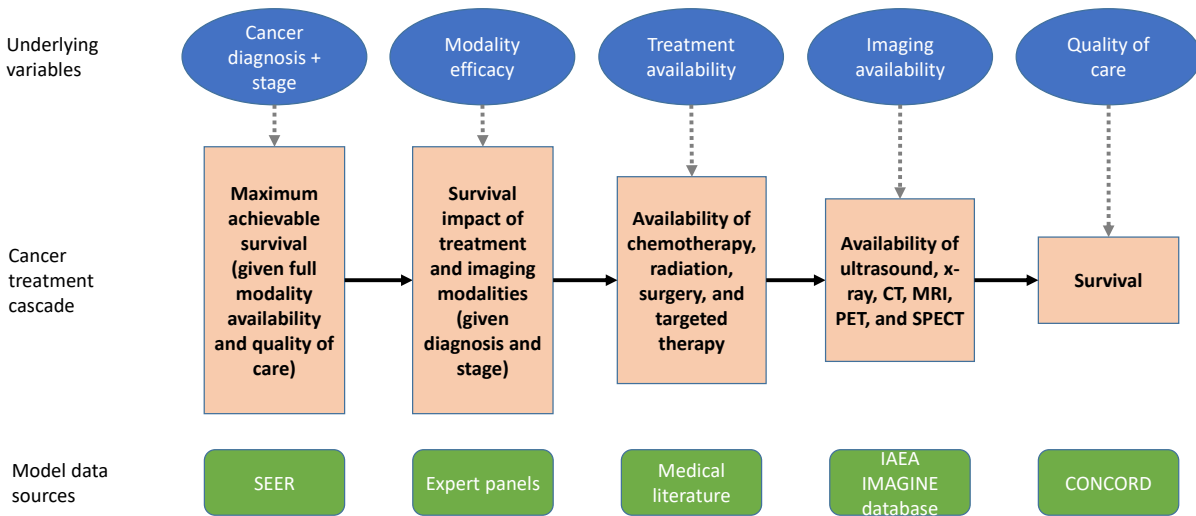 Underlying
variables
Cancer
diagnosis +
stage
Modality
efficacy
Treatment
availability
Imaging
availability
Quality of
care
Cancer
treatment
cascade
Maximum
achievable
survival
(given full
modality
availability
and quality of
care)
Survival
impact of
treatment
and imaging
modalities
(given
diagnosis and
stage)
Availability of
chemotherapy,
radiation,
surgery, and
targeted
therapy
Availability of
ultrasound, x-
ray, CT, MRI,
PET, and SPECT
Survival
Model data
sources
SEER
Expert panels
Medical
literature
IAEA
IMAGINE
database
CONCORD